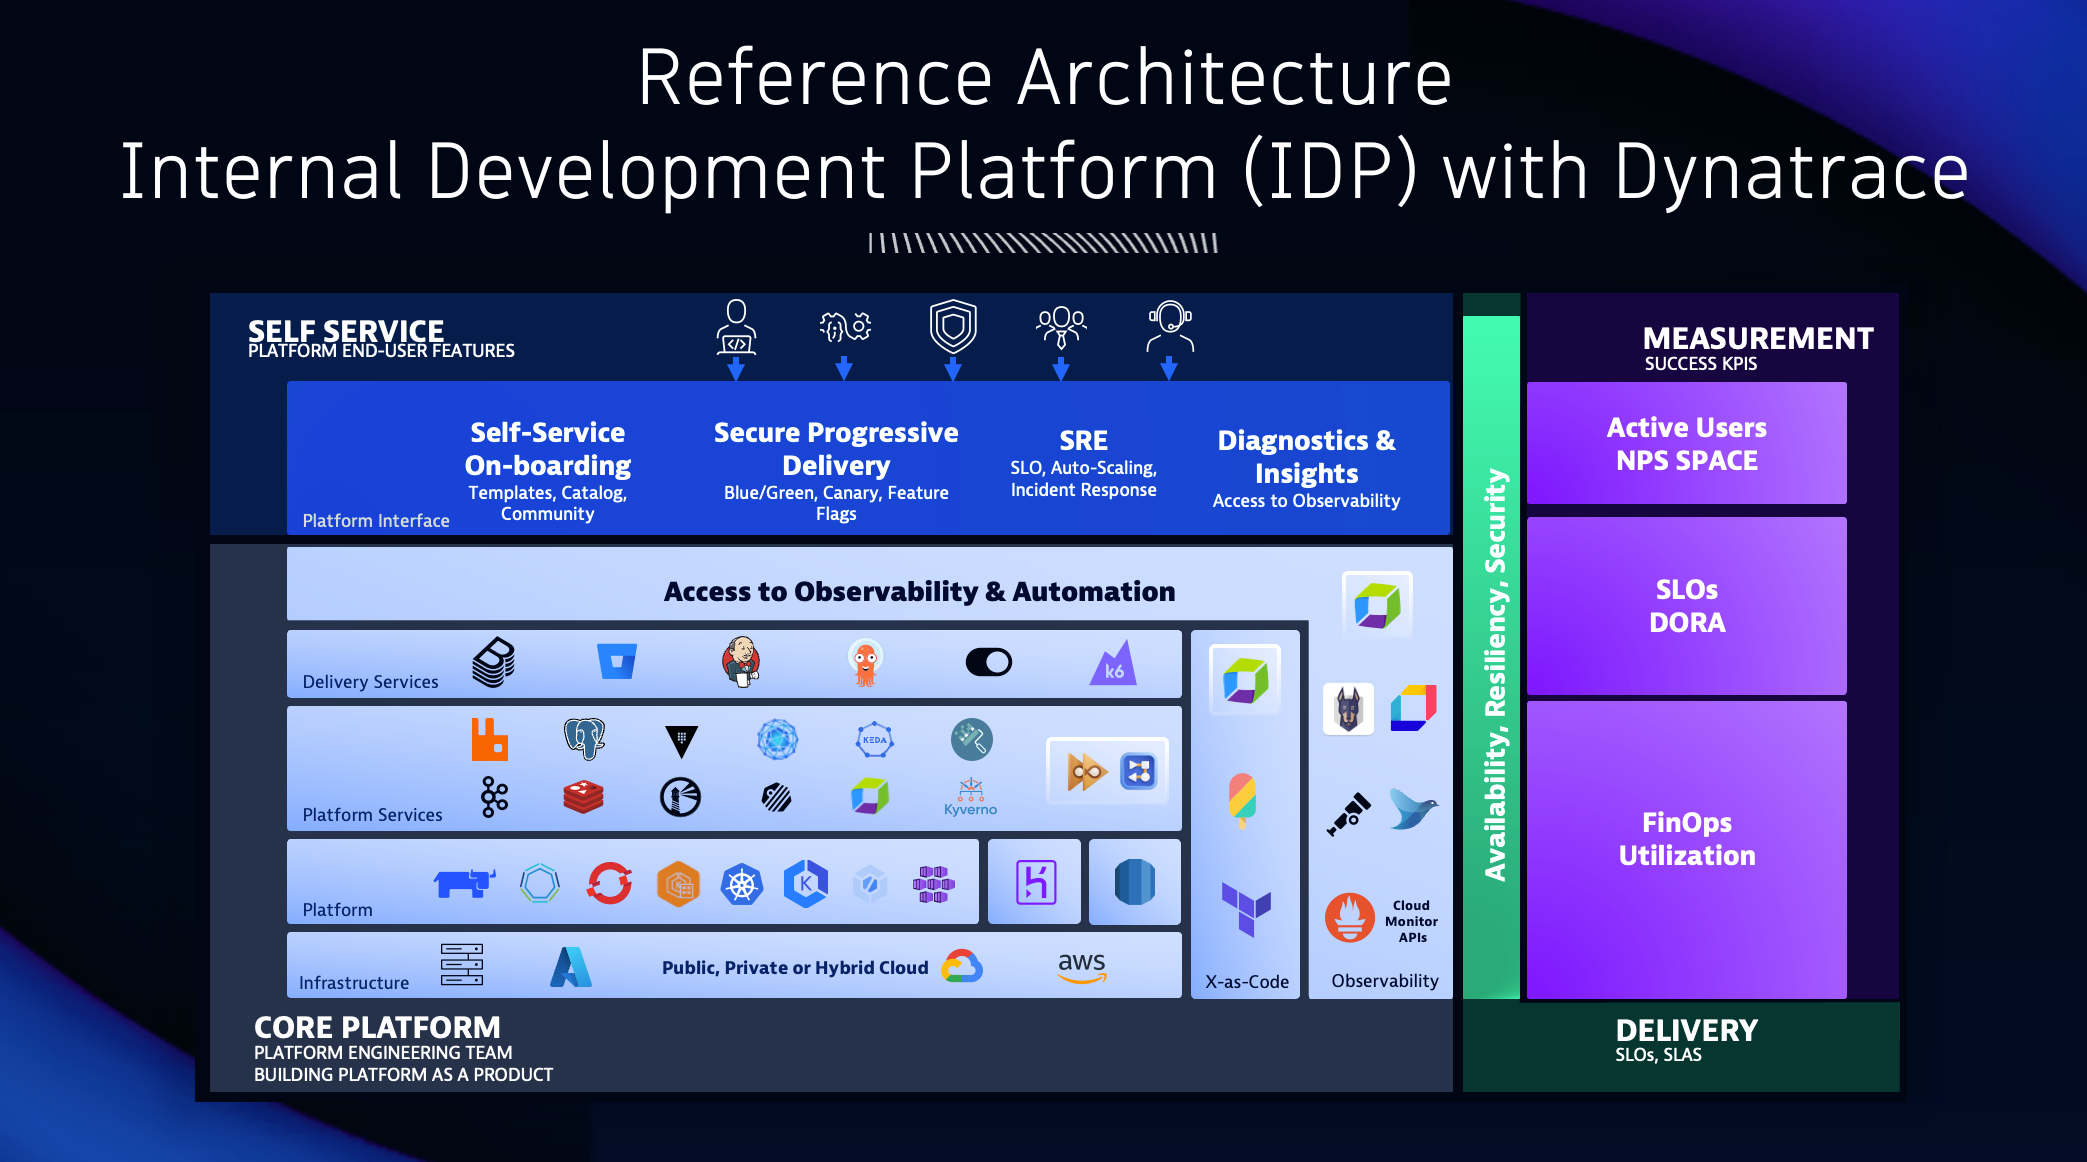 Reference Architecture
Internal Development Platform (IDP) with Dynatrace
SELF SERVICE
PLATFORM END-USER FEATURES
</>
Platform Interface
Self-Service
On-boarding
Templates, Catalog,
Community
Secure Progressive
Delivery
Blue/Green, Canary, Feature
Flags
SRE
SLO, Auto-Scaling,
Incident Response
Diagnostics &
Insights
Access to Observability
Access to Observability & Automation
Delivery Services
k6
Platform Services
KEDA
Kyverno
Platform
K
Infrastructure
Public, Private or Hybrid Cloud
aws
X-as-Code
Cloud
Monitor
APIs
Observability
CORE PLATFORM
PLATFORM ENGINEERING TEAM
BUILDING PLATFORM AS A PRODUCT
Availability, Resiliency, Security
MEASUREMENT
SUCCESS KPIS
Active Users
NPS SPACE
SLOs
DORA
FinOps
Utilization
DELIVERY
SLOs, SLAS